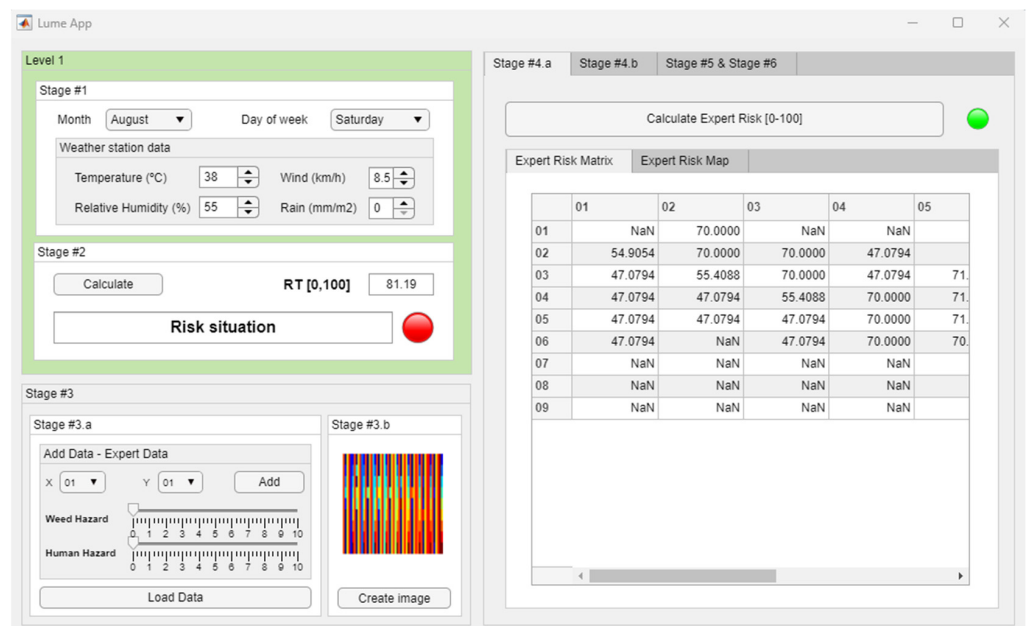 Lume App
Level 1
Stage #1
Month August Day of week Saturday
Weather station data
Temperature (ºC) 38 Wind (km/h) 8.5
Relative Humidity (%) 55 Rain (mm/m2) 0
Stage #2
Calculate RT [0,100] 81.19
Risk situation
Stage #3
Stage #3.a
Add Data - Expert Data
X 01 Y 01 Add
Weed Hazard
0 1 2 3 4 5 6 7 8 9 10
Human Hazard
0 1 2 3 4 5 6 7 8 9 10
Load Data
Stage #3.b
Create image
Stage #4.a Stage #4.b Stage #5 & Stage #6
Calculate Expert Risk [0-100]
Expert Risk Matrix Expert Risk Map
01 02 03 04 05
01 NaN 70.0000 NaN NaN
02 54.9054 70.0000 70.0000 47.0794
03 47.0794 55.4088 70.0000 47.0794 71.
04 47.0794 47.0794 55.4088 70.0000 71.
05 47.0794 47.0794 47.0794 70.0000 71.
06 47.0794 NaN 47.0794 70.0000 70.
07 NaN NaN NaN NaN
08 NaN NaN NaN NaN
09 NaN NaN NaN NaN